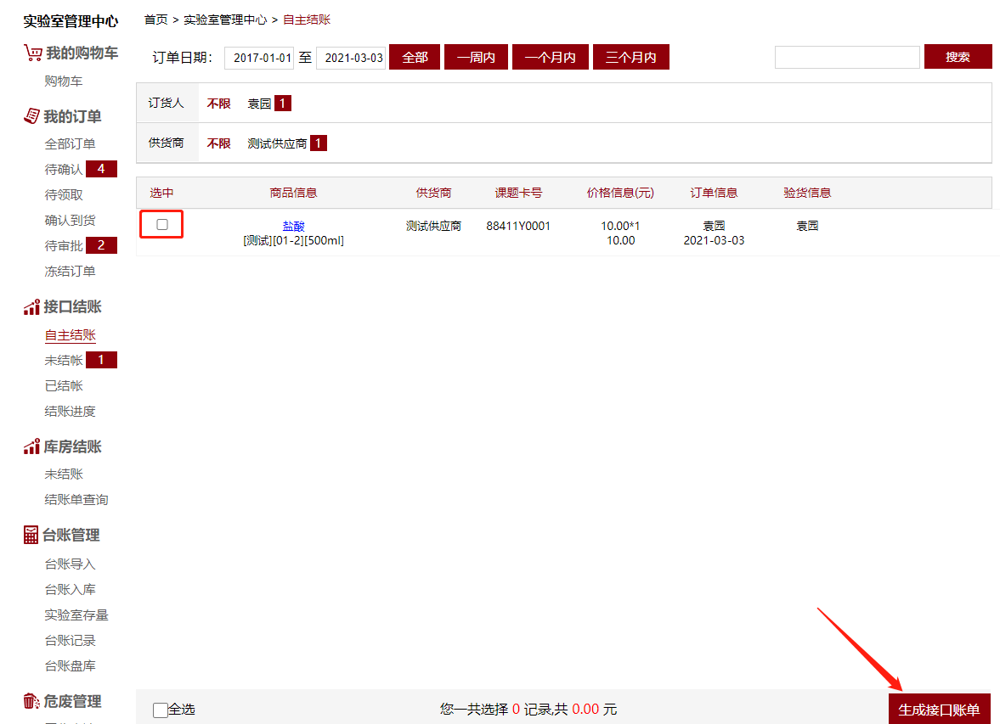 实验室管理中心
我的购物车
购物车
我的订单
全部订单
待确认 4
待领取
确认到货
待审批 2
冻结订单
接口结账
自主结账
未结帐 1
已结帐
结账进度
库房结账
未结账
结账单查询
台账管理
台账导入
台账入库
实验室存量
台账记录
台账盘库
危废管理
首页 > 实验室管理中心 > 自主结账
订单日期： 2017-01-01 至 2021-03-03 全部 一周内 一个月内 三个月内 搜索
订货人 不限 袁园 1
供货商 不限 测试供应商 1
选中 商品信息 供货商 课题卡号 价格信息(元) 订单信息 验货信息
盐酸 测试供应商 88411Y0001 10.00*1 袁园 袁园
[测试][01-2][500ml] 10.00 2021-03-03
全选 您一共选择 0 记录,共 0.00 元 生成接口账单